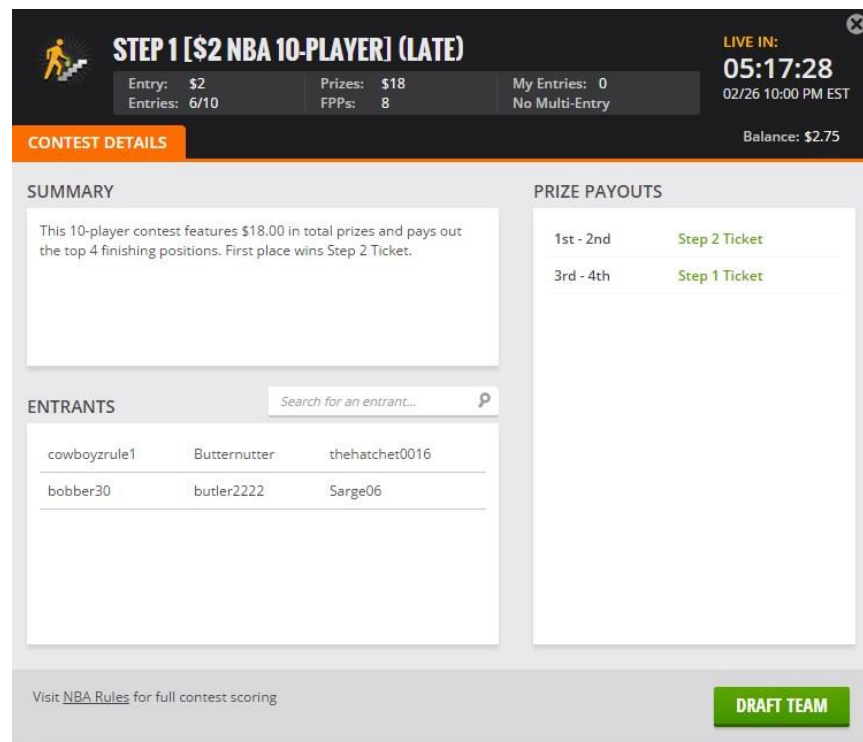 STEP 1 [$2 NBA 10-PLAYER] (LATE)
Entry: $2 Prizes: $18 My Entries: 0
Entries: 6/10 FPPs: 8 No Multi-Entry
LIVE IN:
05:17:28
02/26 10:00 PM EST
CONTEST DETAILS
Balance: $2.75
SUMMARY
This 10-player contest features $18.00 in total prizes and pays out
the top 4 finishing positions. First place wins Step 2 Ticket.
PRIZE PAYOUTS
1st - 2nd Step 2 Ticket
3rd - 4th Step 1 Ticket
ENTRANTS
Search for an entrant...
cowboyzrule1 Butternutter thehatchet0016
bobber30 butler2222 Sarge06
Visit NBA Rules for full contest scoring
DRAFT TEAM